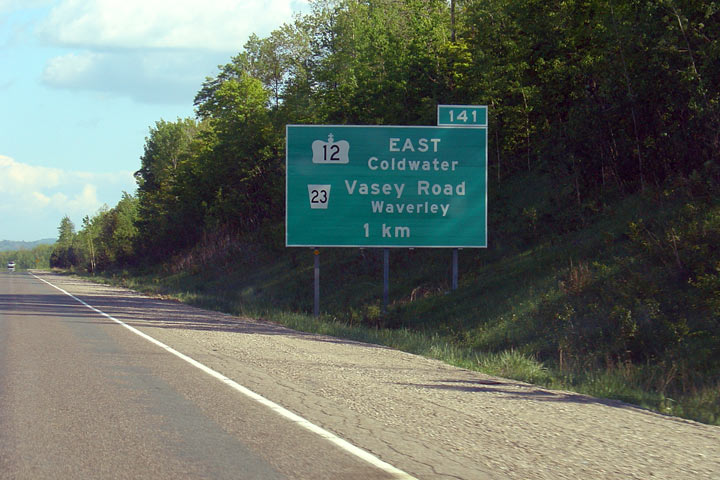 141
12 EAST
Coldwater
23 Vasey Road
Waverley
1 km